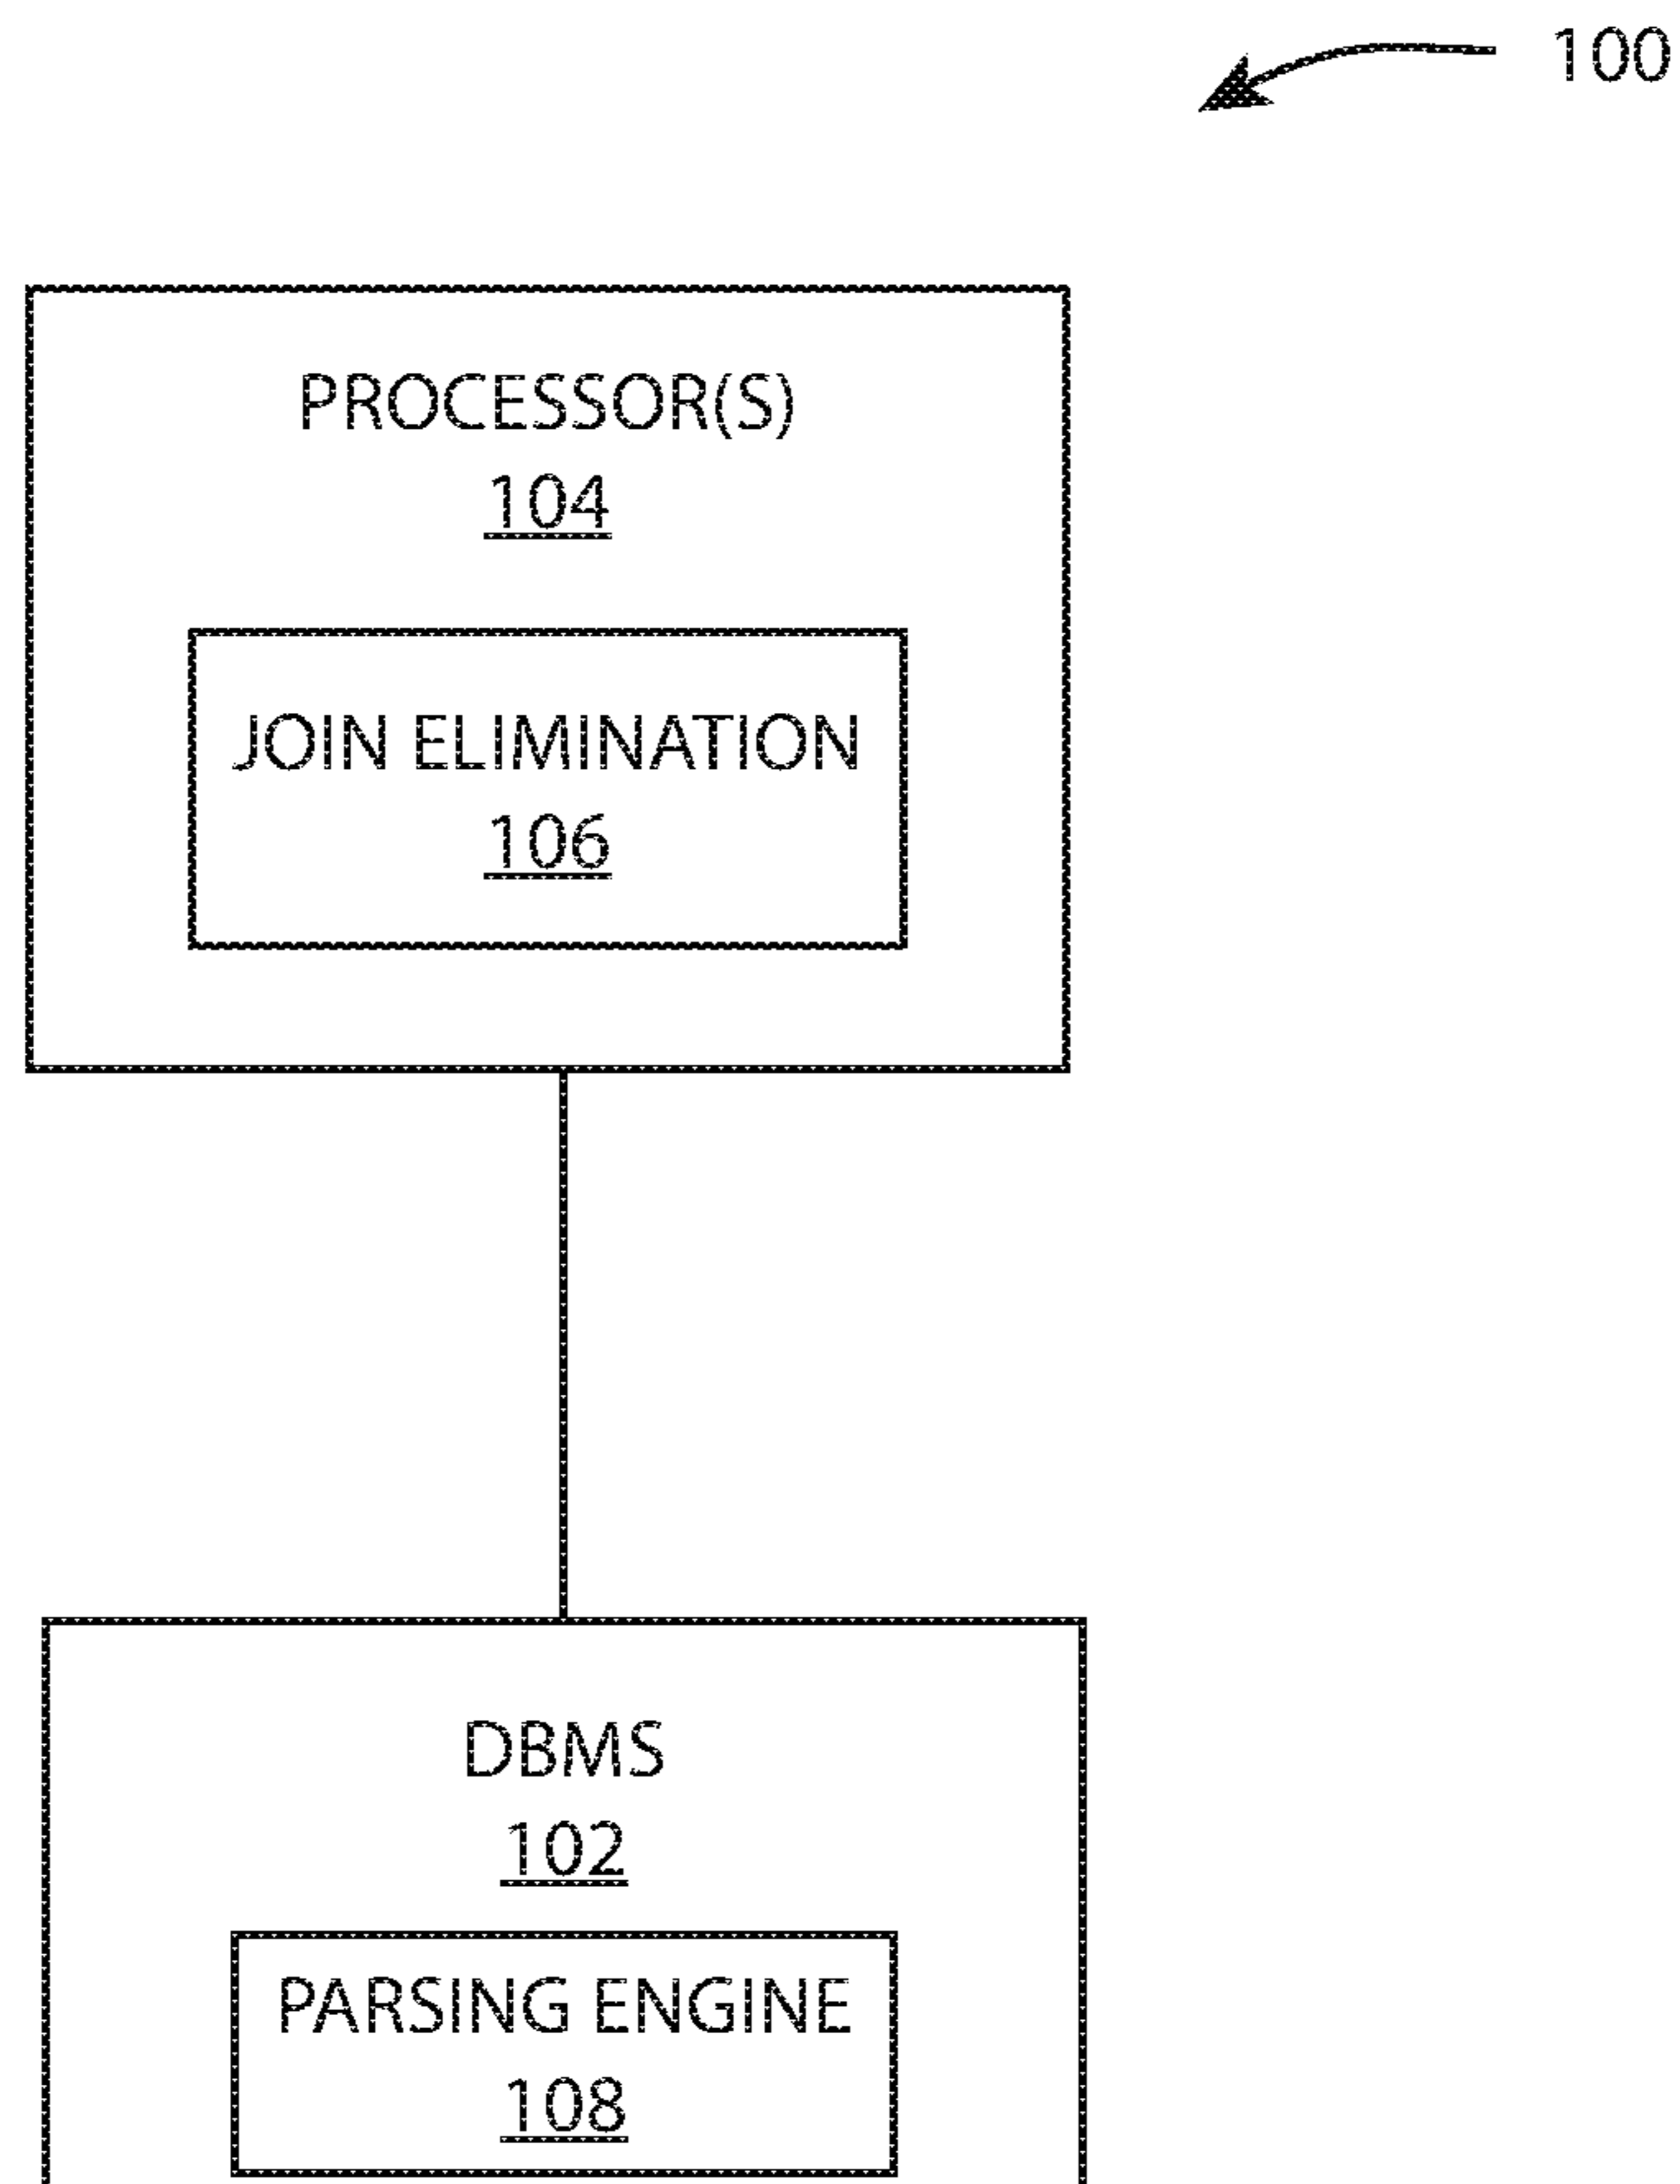 100
PROCESSOR(S)
104
JOIN ELIMINATION
106
DBMS
102
PARSING ENGINE
108